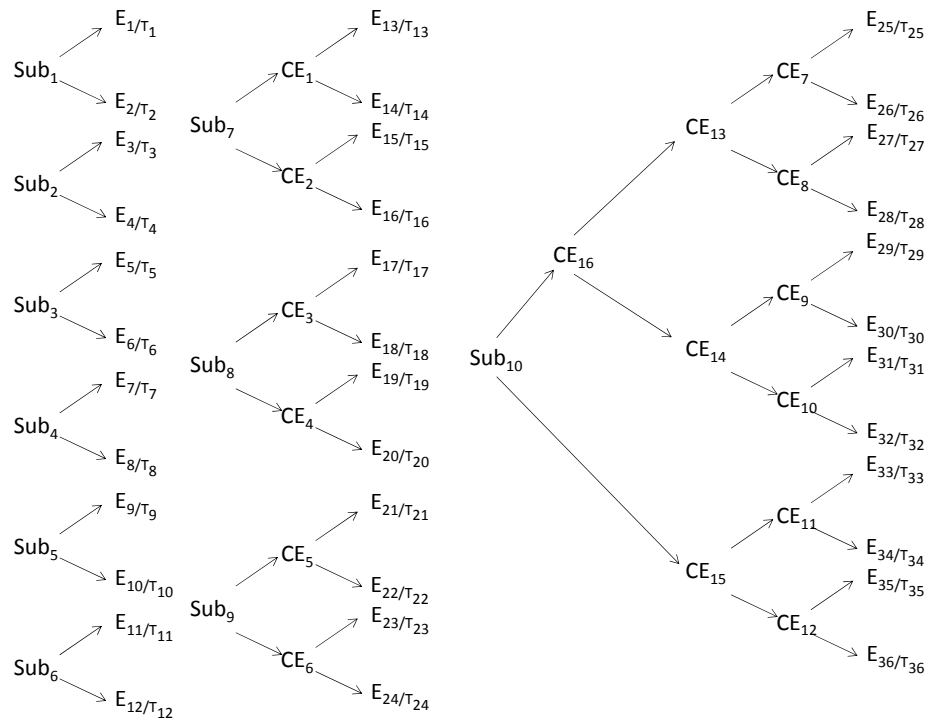 Sub₁
E₁/T₁
E₂/T₂
Sub₂
E₃/T₃
E₄/T₄
Sub₃
E₅/T₅
E₆/T₆
Sub₄
E₇/T₇
E₈/T₈
Sub₅
E₉/T₉
E₁₀/T₁₀
Sub₆
E₁₁/T₁₁
E₁₂/T₁₂
Sub₇
CE₁
E₁₃/T₁₃
E₁₄/T₁₄
CE₂
E₁₅/T₁₅
E₁₆/T₁₆
Sub₈
CE₃
E₁₇/T₁₇
E₁₈/T₁₈
CE₄
E₁₉/T₁₉
E₂₀/T₂₀
Sub₉
CE₅
E₂₁/T₂₁
E₂₂/T₂₂
CE₆
E₂₃/T₂₃
E₂₄/T₂₄
Sub₁₀
CE₁₆
CE₁₃
CE₇
E₂₅/T₂₅
E₂₆/T₂₆
CE₈
E₂₇/T₂₇
E₂₈/T₂₈
CE₁₄
CE₉
E₂₉/T₂₉
E₃₀/T₃₀
CE₁₀
E₃₁/T₃₁
E₃₂/T₃₂
CE₁₅
CE₁₁
E₃₃/T₃₃
E₃₄/T₃₄
CE₁₂
E₃₅/T₃₅
E₃₆/T₃₆